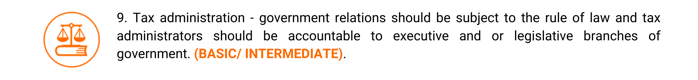 9. Tax administration - government relations should be subject to the rule of law and tax
administrators should be accountable to executive and or legislative branches of
government. (BASIC/ INTERMEDIATE).